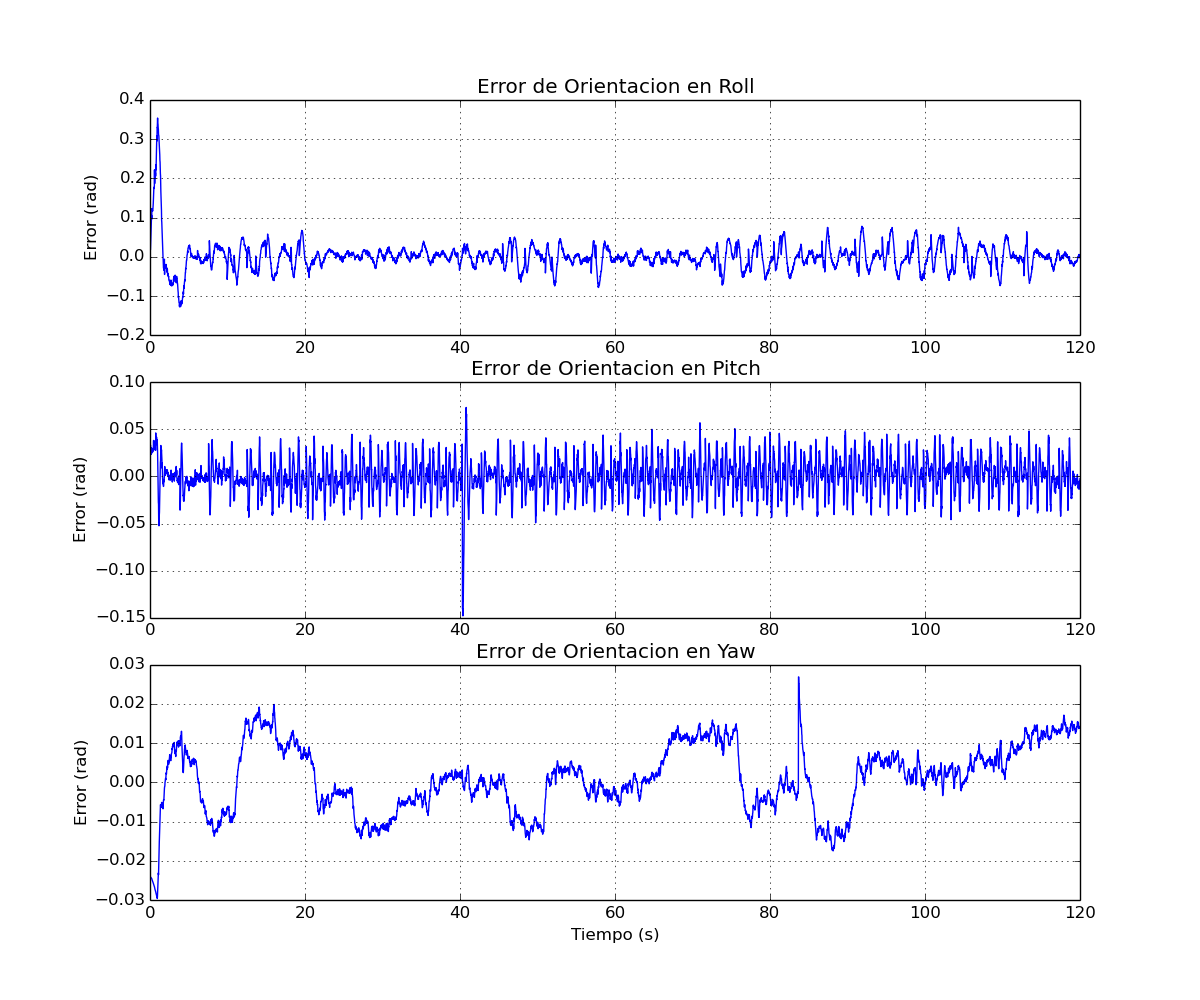 Error de Orientacion en Roll
0.4
0.3
0.2
0.1
0.0
−0.1
−0.2
Error (rad)
0 20 40 60 80 100 120
Error de Orientacion en Pitch
0.10
0.05
0.00
−0.05
−0.10
−0.15
Error (rad)
0 20 40 60 80 100 120
Error de Orientacion en Yaw
0.03
0.02
0.01
0.00
−0.01
−0.02
−0.03
Error (rad)
0 20 40 60 80 100 120
Tiempo (s)